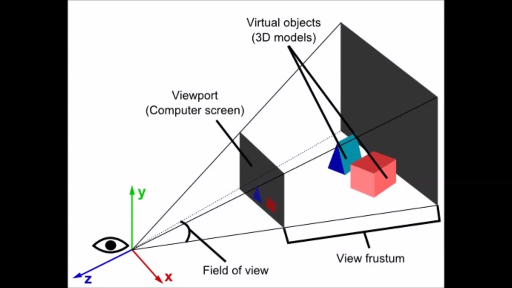 Virtual objects
(3D models)
Viewport
(Computer screen)
y
z
x
Field of view
View frustum